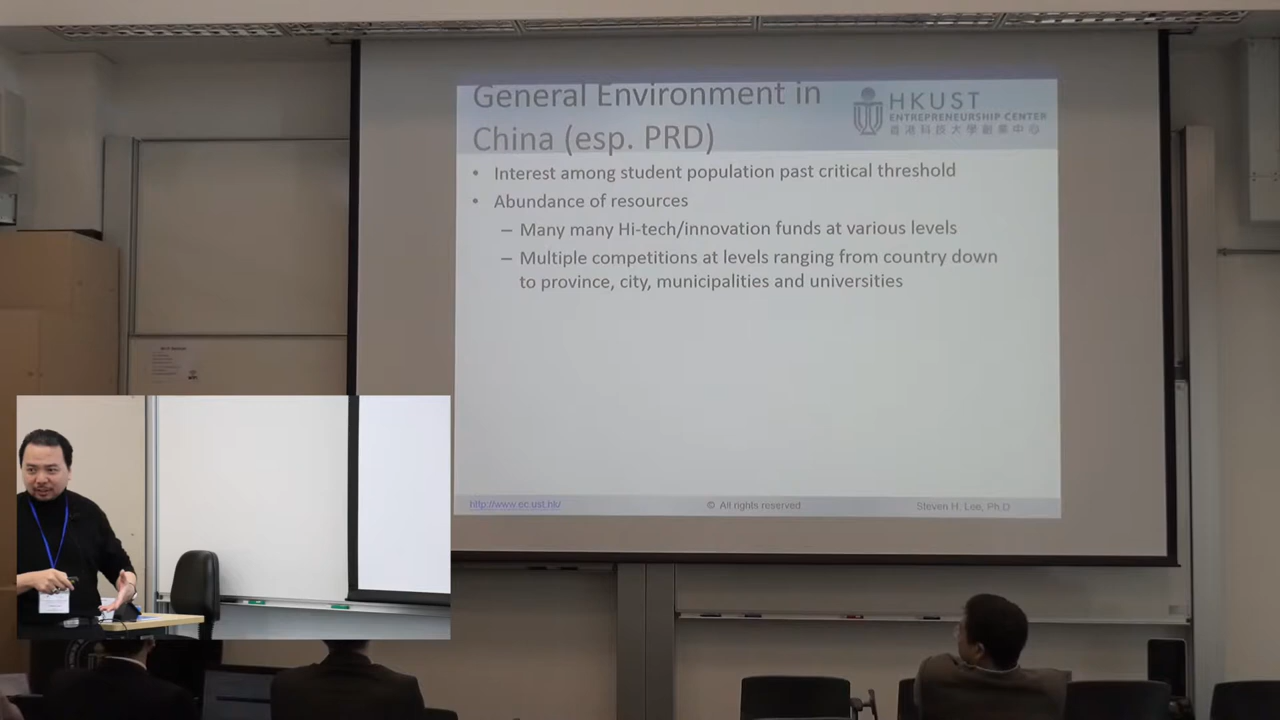 General Environment in
China (esp. PRD)
HKUST
ENTREPRENEURSHIP CENTER
香港科技大學創業中心
• Interest among student population past critical threshold
• Abundance of resources
– Many many Hi-tech/innovation funds at various levels
– Multiple competitions at levels ranging from country down
to province, city, municipalities and universities
http://www.ec.ust.hk/
© All rights reserved
Steven H. Lee, Ph.D